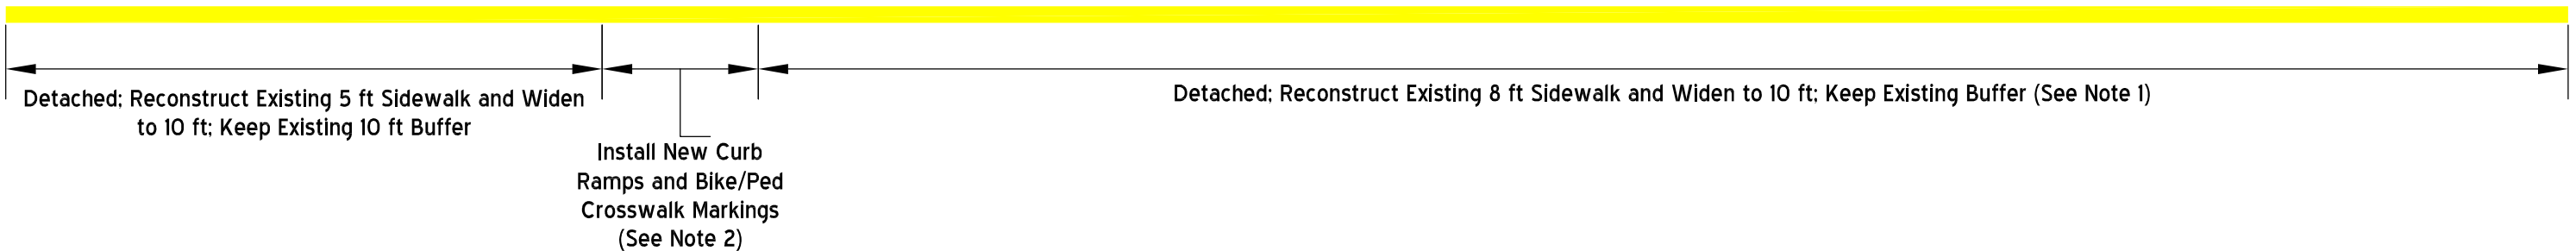 Detached; Reconstruct Existing 5 ft Sidewalk and Widen
to 10 ft; Keep Existing 10 ft Buffer
Install New Curb
Ramps and Bike/Ped
Crosswalk Markings
(See Note 2)
Detached; Reconstruct Existing 8 ft Sidewalk and Widen to 10 ft; Keep Existing Buffer (See Note 1)